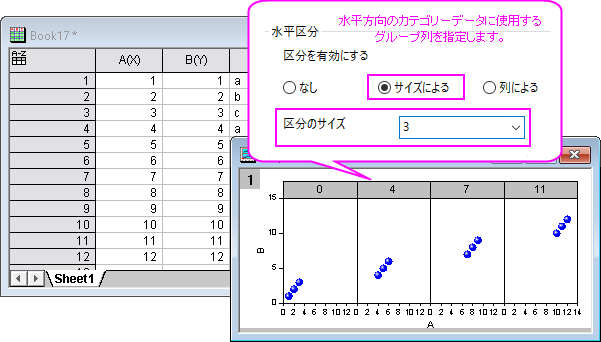 Book17 *
A(X) B(Y)
1 1 1 a
2 2 2 b
3 3 3 c
4 4 4 a
5 5 5
6 6 6
7 7 7
8 8 8
9 9 9
10 10 10
11 11 11
12 12 12
Sheet1
水平区分
水平方向のカテゴリーデータに使用する
グループ列を指定します。
区分を有効にする
なし サイズによる 列による
区分のサイズ 3
1
0 4 7 11
15
10
5
0
B
0 2 4 6 8 10 12 0 2 4 6 8 10 12 0 2 4 6 8 10 12 0 2 4 6 8 10 12 14
A